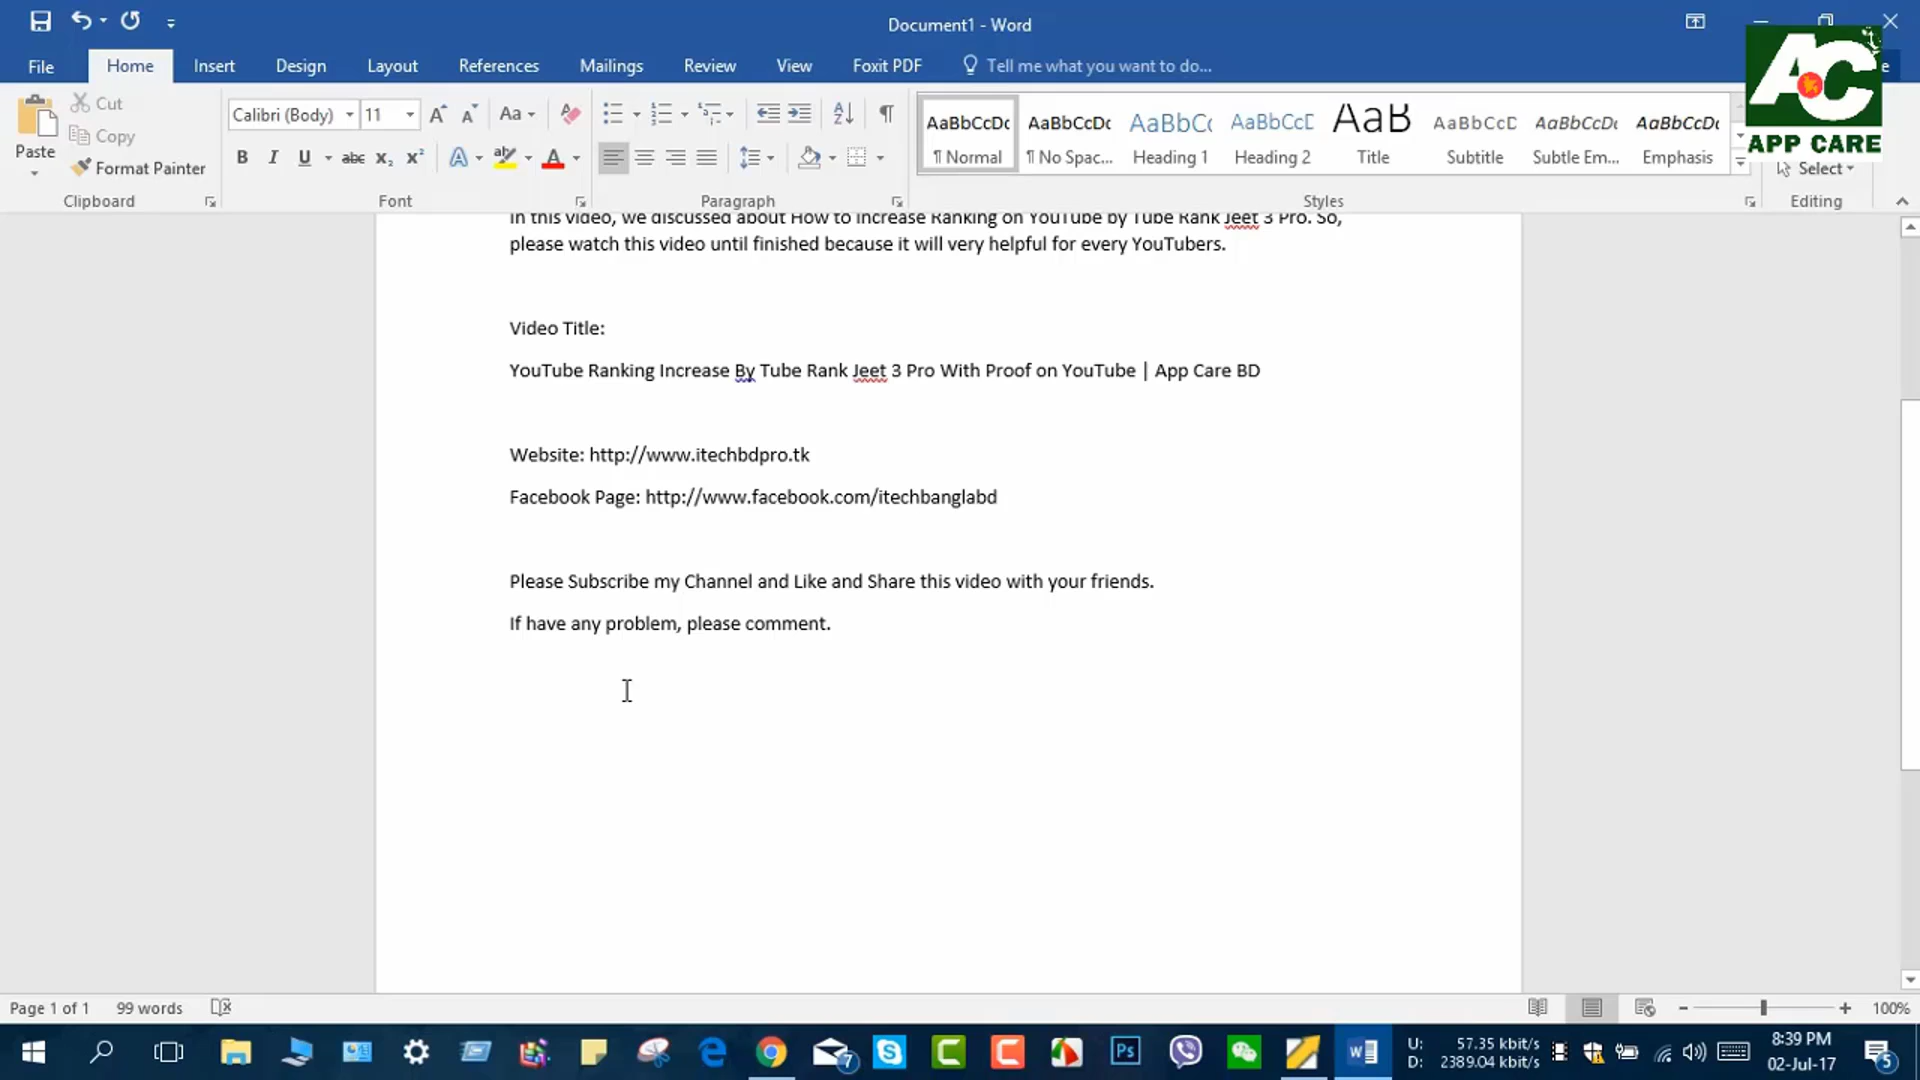 Document1 - Word
File Home Insert Design Layout References Mailings Review View Foxit PDF Tell me what you want to do...
AC
APP CARE
Paste
Cut
Copy
Format Painter
Calibri (Body) 11
AaBbCcDc AaBbCcDc AaBbCc AaBbCcD AaB AaBbCcD AaBbCcDc AaBbCcDc
¶ Normal ¶ No Spac... Heading 1 Heading 2 Title Subtitle Subtle Em... Emphasis
Select
Clipboard Font Paragraph Styles Editing
In this video, we discussed about How to Increase Ranking on YouTube by Tube Rank Jeet 3 Pro. So,
please watch this video until finished because it will very helpful for every YouTubers.
Video Title:
YouTube Ranking Increase By Tube Rank Jeet 3 Pro With Proof on YouTube | App Care BD
Website: http://www.itechbdpro.tk
Facebook Page: http://www.facebook.com/itechbanglabd
Please Subscribe my Channel and Like and Share this video with your friends.
If have any problem, please comment.
Page 1 of 1 99 words 100%
U: 57.35 kbit/s
D: 2389.04 kbit/s
8:39 PM
02-Jul-17